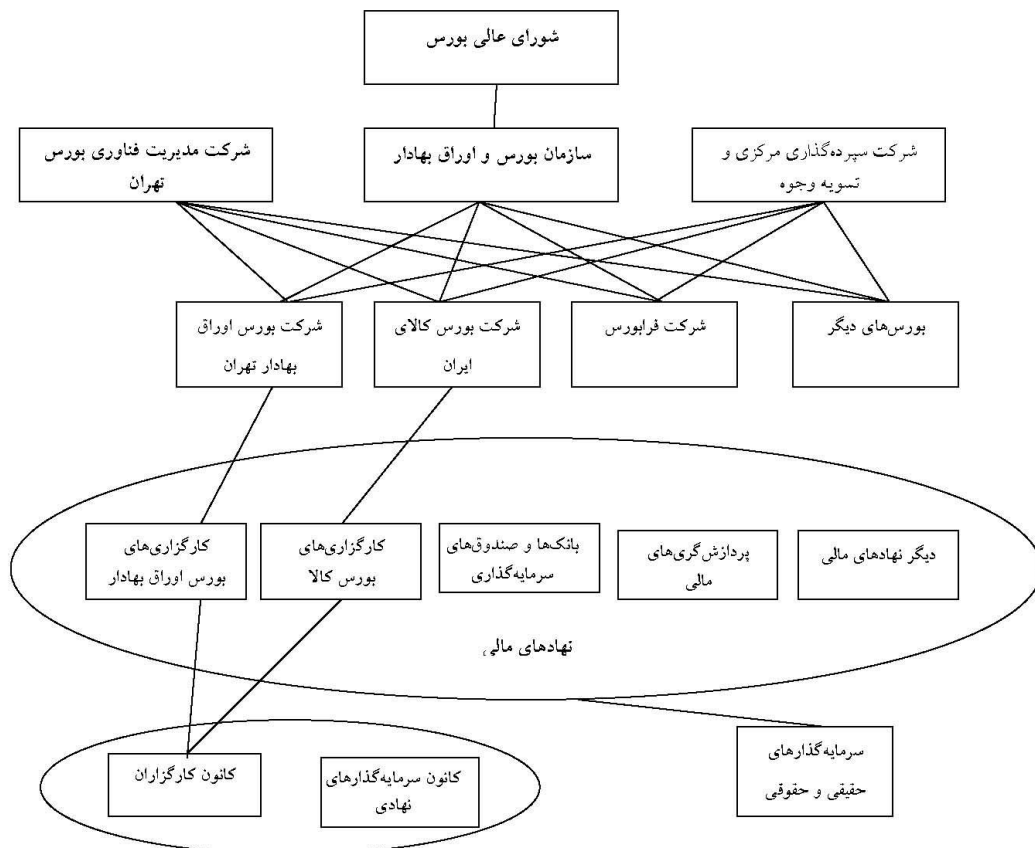 شورای عالی بورس
شرکت مدیریت فناوری بورس
تهران
سازمان بورس و اوراق بهادار
شرکت سپرده‌گذاری مرکزی و
تسویه وجوه
شرکت بورس اوراق
بهادار تهران
شرکت بورس کالای
ایران
شرکت فرابورس
بورس‌های دیگر
کارگزاری‌های
بورس اوراق بهادار
کارگزاری‌های
بورس کالا
بانک‌ها و صندوق‌های
سرمایه‌گذاری
پردازش‌گری‌های
مالی
دیگر نهادهای مالی
نهادهای مالی
کانون کارگزاران
کانون سرمایه‌گذارهای
نهادی
سرمایه‌گذارهای
حقیقی و حقوقی